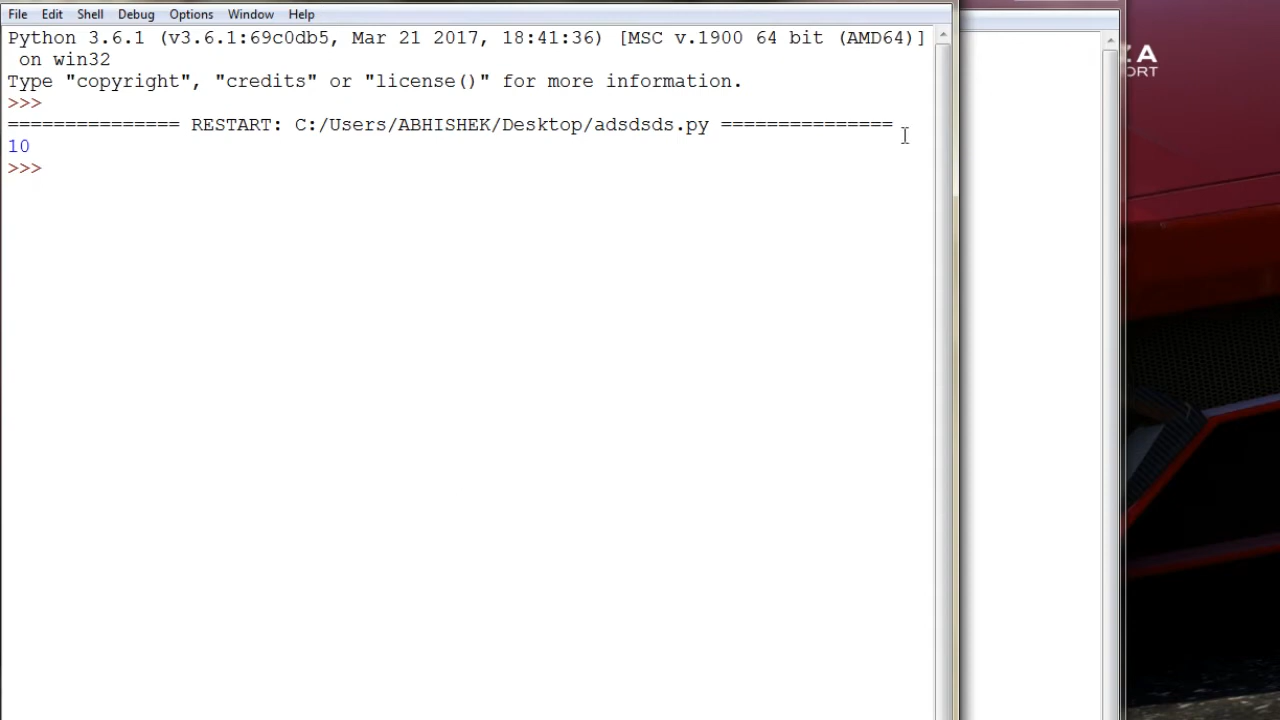 File Edit Shell Debug Options Window Help
Python 3.6.1 (v3.6.1:69c0db5, Mar 21 2017, 18:41:36) [MSC v.1900 64 bit (AMD64)]
on win32
Type "copyright", "credits" or "license()" for more information.
>>>
=============== RESTART: C:/Users/ABHISHEK/Desktop/adsdsds.py ===============
10
>>>
ZA
ORT